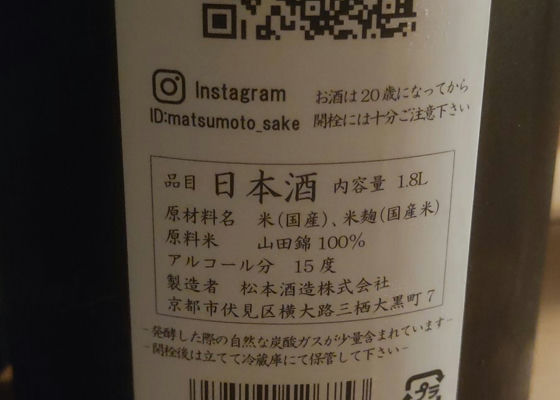 Instagram
ID:matsumoto_sake
お酒は20歳になってから
開栓には十分ご注意下さい
品目 日本酒 内容量 1.8L
原材料名 米(国産)、米麹(国産米)
原料米 山田錦100%
アルコール分 15度
製造者 松本酒造株式会社
京都市伏見区横大路三栖大黒町7
-発酵した際の自然な炭酸ガスが少量含まれています-
-開栓後は立てて冷蔵庫にて保管して下さい-
プラ